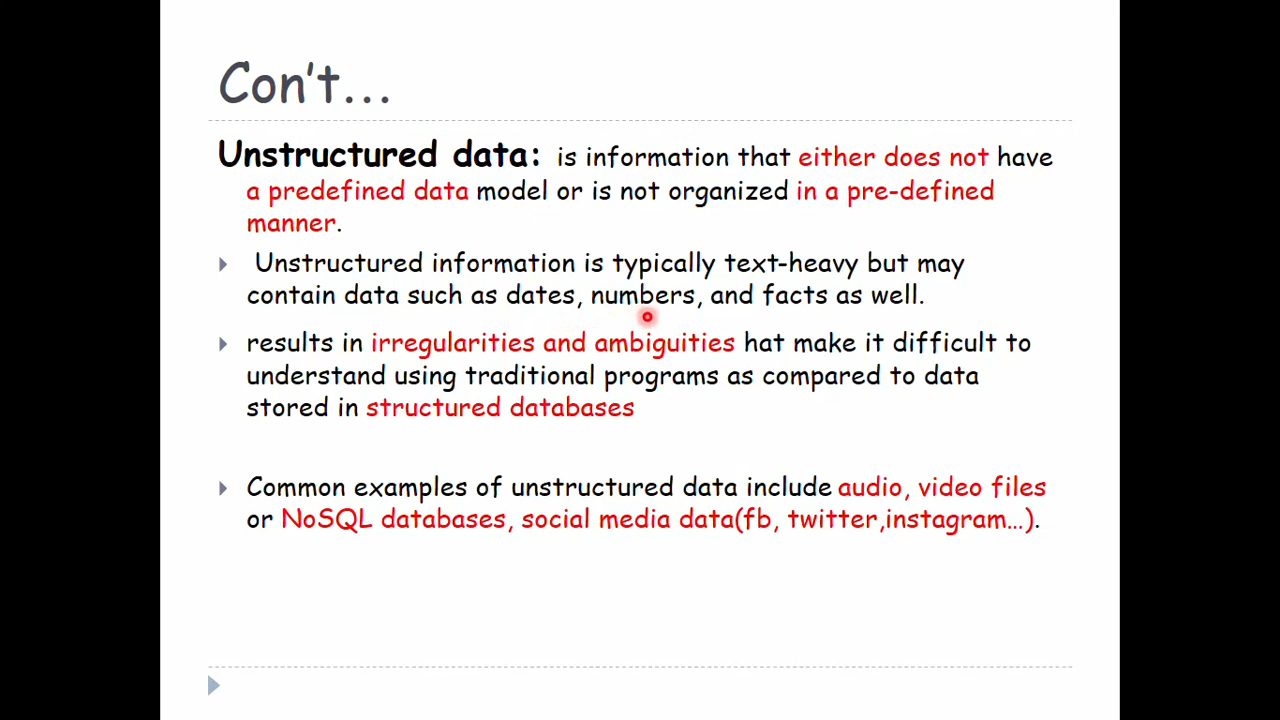 Con't...
Unstructured data: is information that either does not have
a predefined data model or is not organized in a pre-defined
manner.
Unstructured information is typically text-heavy but may
contain data such as dates, numbers, and facts as well.
results in irregularities and ambiguities hat make it difficult to
understand using traditional programs as compared to data
stored in structured databases
Common examples of unstructured data include audio, video files
or NoSQL databases, social media data(fb, twitter,instagram...).